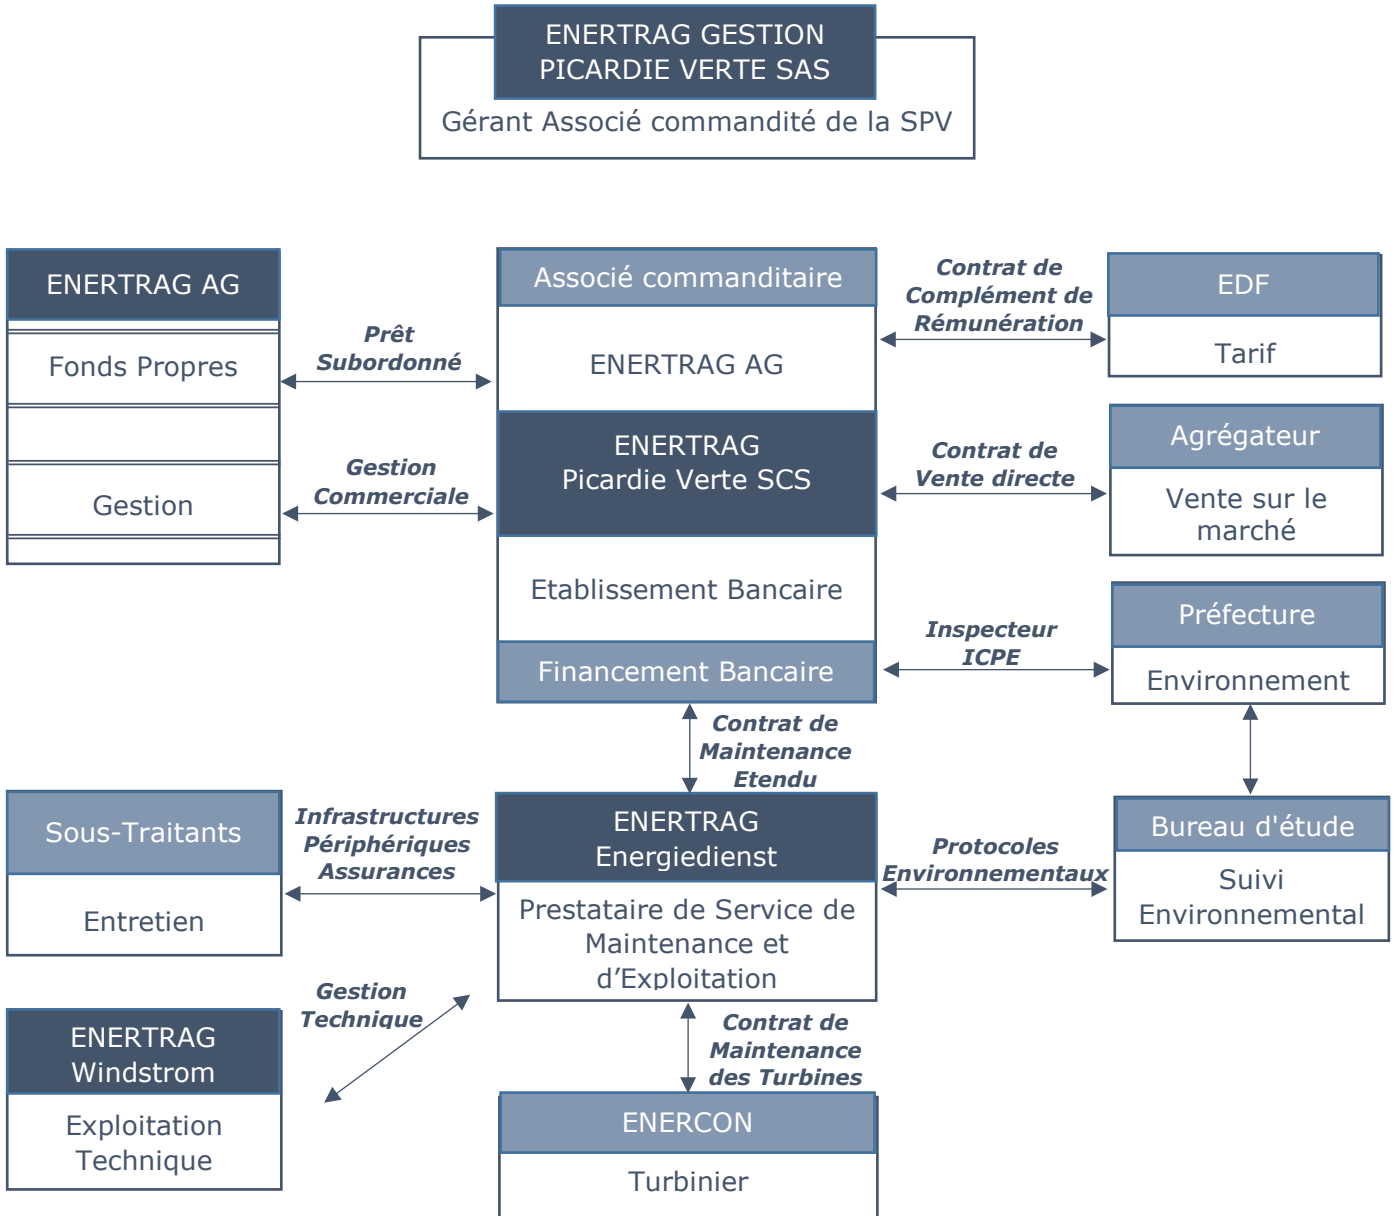 ENERTRAG GESTION
PICARDIE VERTE SAS
Gérant Associé commandité de la SPV
ENERTRAG AG
Fonds Propres
Gestion
Prêt
Subordonné
Gestion
Commerciale
Associé commanditaire
ENERTRAG AG
ENERTRAG
Picardie Verte SCS
Etablissement Bancaire
Financement Bancaire
Contrat de
Complément de
Rémunération
EDF
Tarif
Contrat de
Vente directe
Agrégateur
Vente sur le
marché
Inspecteur
ICPE
Préfecture
Environnement
Contrat de
Maintenance
Etendu
Sous-Traitants
Entretien
Infrastructures
Périphériques
Assurances
ENERTRAG
Energiedienst
Prestataire de Service de
Maintenance et
d’Exploitation
Protocoles
Environnementaux
Bureau d'étude
Suivi
Environnemental
Gestion
Technique
ENERTRAG
Windstrom
Exploitation
Technique
Contrat de
Maintenance
des Turbines
ENERCON
Turbinier